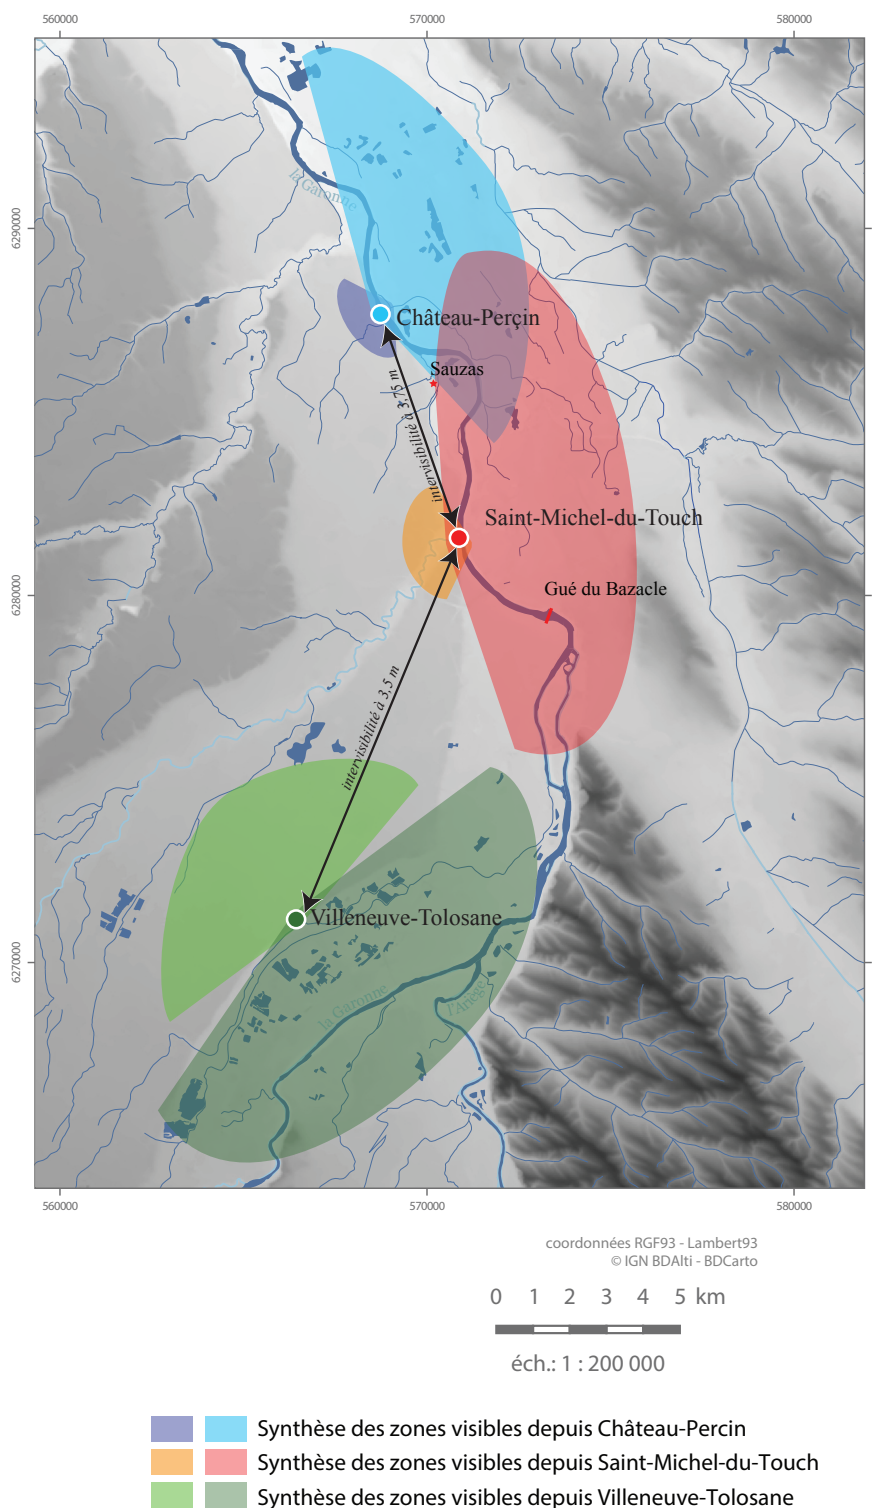 560000 570000 580000
6290000
la Garonne
Château-Perçin
Sauzas
intervisibilité à 3,75 m
Saint-Michel-du-Touch
6280000
Gué du Bazacle
intervisibilité à 3,5 m
Villeneuve-Tolosane
6270000
la Garonne
l'Ariège
560000 570000 580000
coordonnées RGF93 - Lambert93
© IGN BDAlti - BDCarto
0 1 2 3 4 5 km
éch.: 1 : 200 000
Synthèse des zones visibles depuis Château-Percin
Synthèse des zones visibles depuis Saint-Michel-du-Touch
Synthèse des zones visibles depuis Villeneuve-Tolosane